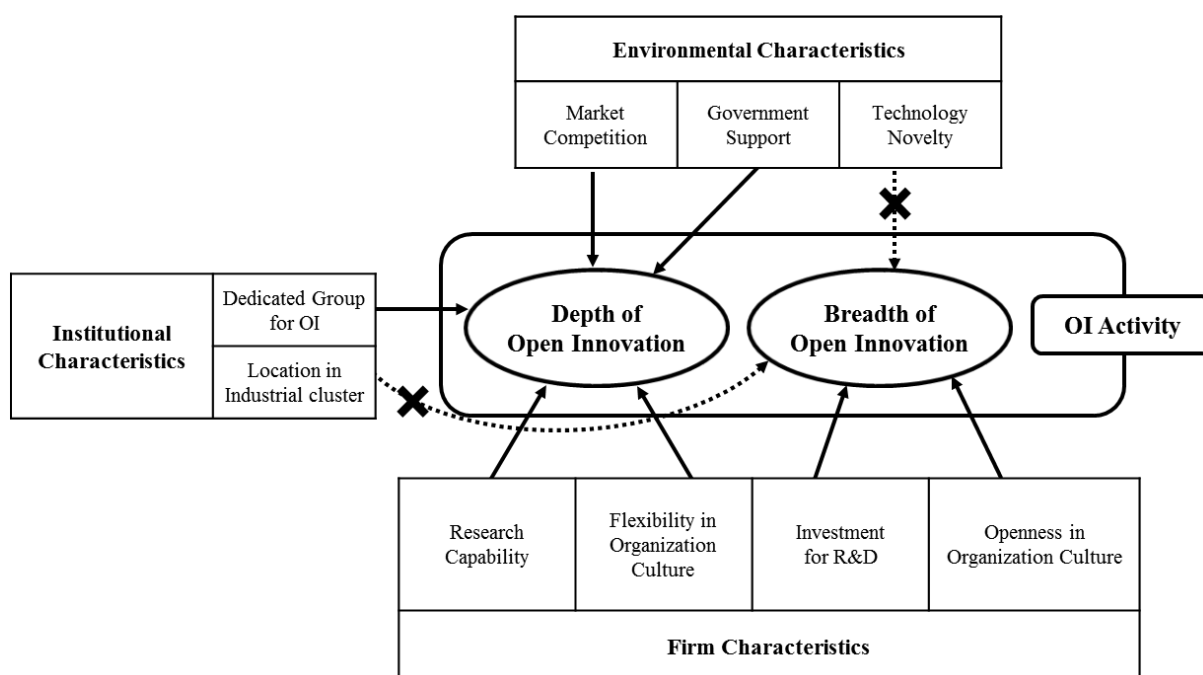 Environmental Characteristics
Market
Competition
Government
Support
Technology
Novelty
Institutional
Characteristics
Dedicated Group
for OI
Location in
Industrial cluster
Depth of
Open Innovation
Breadth of
Open Innovation
OI Activity
Research
Capability
Flexibility in
Organization
Culture
Investment
for R&D
Openness in
Organization Culture
Firm Characteristics